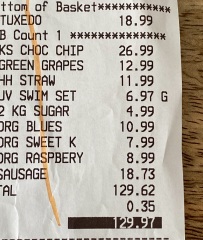 ttom of Basket***********
TUXEDO 18.99
B Count 1 ***************
KS CHOC CHIP 26.99
GREEN GRAPES 12.99
HH STRAW 11.99
UV SWIM SET 6.97 G
2 KG SUGAR 4.99
ORG BLUES 10.99
ORG SWEET K 7.99
ORG RASPBERY 8.99
SAUSAGE 18.73
TAL 129.62
0.35
129.97